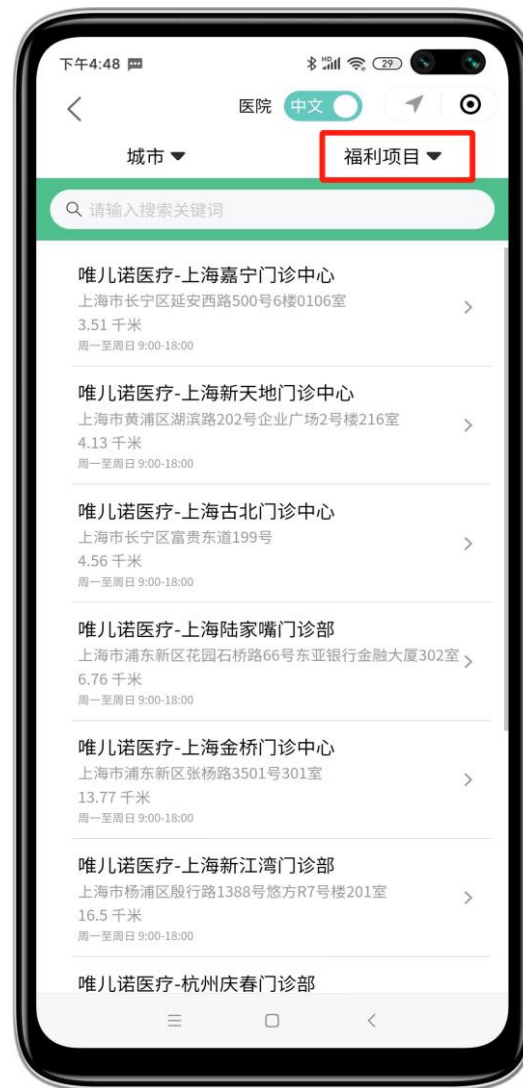 下午4:48
HD
29
医院 中文
城市▼ 福利项目▼
请输入搜索关键词
唯儿诺医疗-上海嘉宁门诊中心
上海市长宁区延安西路500号6楼0106室
3.51 千米
周一至周日 9:00-18:00
唯儿诺医疗-上海新天地门诊中心
上海市黄浦区湖滨路202号企业广场2号楼216室
4.13 千米
周一至周日 9:00-18:00
唯儿诺医疗-上海古北门诊中心
上海市长宁区富贵东道199号
4.56 千米
周一至周日 9:00-18:00
唯儿诺医疗-上海陆家嘴门诊部
上海市浦东新区花园石桥路66号东亚银行金融大厦302室
6.76 千米
周一至周日 9:00-18:00
唯儿诺医疗-上海金桥门诊中心
上海市浦东新区张杨路3501号301室
13.77 千米
周一至周日 9:00-18:00
唯儿诺医疗-上海新江湾门诊部
上海市杨浦区殷行路1388号悠方R7号楼201室
16.5 千米
周一至周日 9:00-18:00
唯儿诺医疗-杭州庆春门诊部